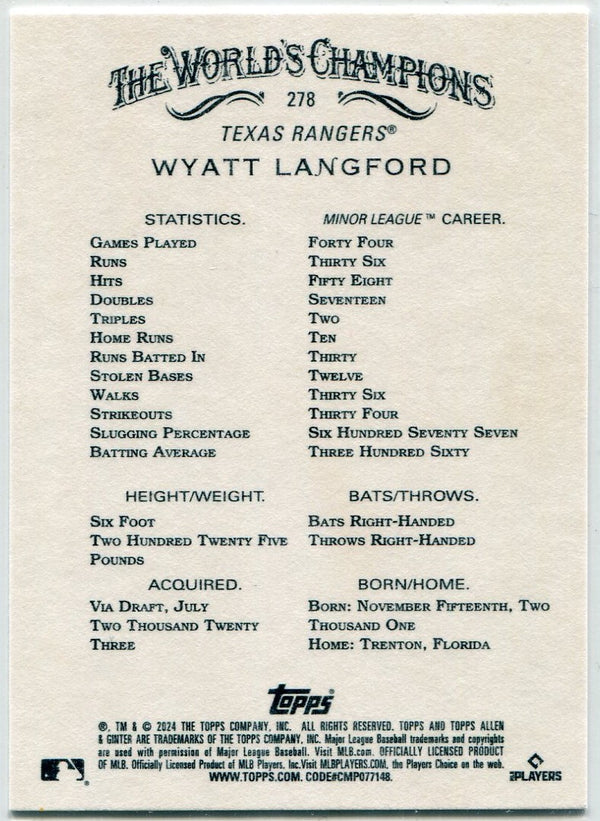 THE WORLD'S CHAMPIONS
278
TEXAS RANGERS®
WYATT LANGFORD
STATISTICS. MINOR LEAGUE™ CAREER.
GAMES PLAYED FORTY FOUR
RUNS THIRTY SIX
HITS FIFTY EIGHT
DOUBLES SEVENTEEN
TRIPLES TWO
HOME RUNS TEN
RUNS BATTED IN THIRTY
STOLEN BASES TWELVE
WALKS THIRTY SIX
STRIKEOUTS THIRTY FOUR
SLUGGING PERCENTAGE SIX HUNDRED SEVENTY SEVEN
BATTING AVERAGE THREE HUNDRED SIXTY
HEIGHT/WEIGHT.
SIX FOOT
TWO HUNDRED TWENTY FIVE
POUNDS
BATS/THROWS.
BATS RIGHT-HANDED
THROWS RIGHT-HANDED
ACQUIRED.
VIA DRAFT, JULY
TWO THOUSAND TWENTY
THREE
BORN/HOME.
BORN: NOVEMBER FIFTEENTH, TWO
THOUSAND ONE
HOME: TRENTON, FLORIDA
topps®
®, TM & © 2024 THE TOPPS COMPANY, INC. ALL RIGHTS RESERVED. TOPPS AND TOPPS ALLEN
& GINTER ARE TRADEMARKS OF THE TOPPS COMPANY, INC. Major League Baseball trademarks and copyrights
are used with permission of Major League Baseball. Visit MLB.com. OFFICIALLY LICENSED PRODUCT
OF MLB. Officially Licensed Product of MLB Players, Inc. Visit MLBPLAYERS.COM, the Players Choice on the web.
WWW.TOPPS.COM. CODE#CMP077148.
PLAYERS